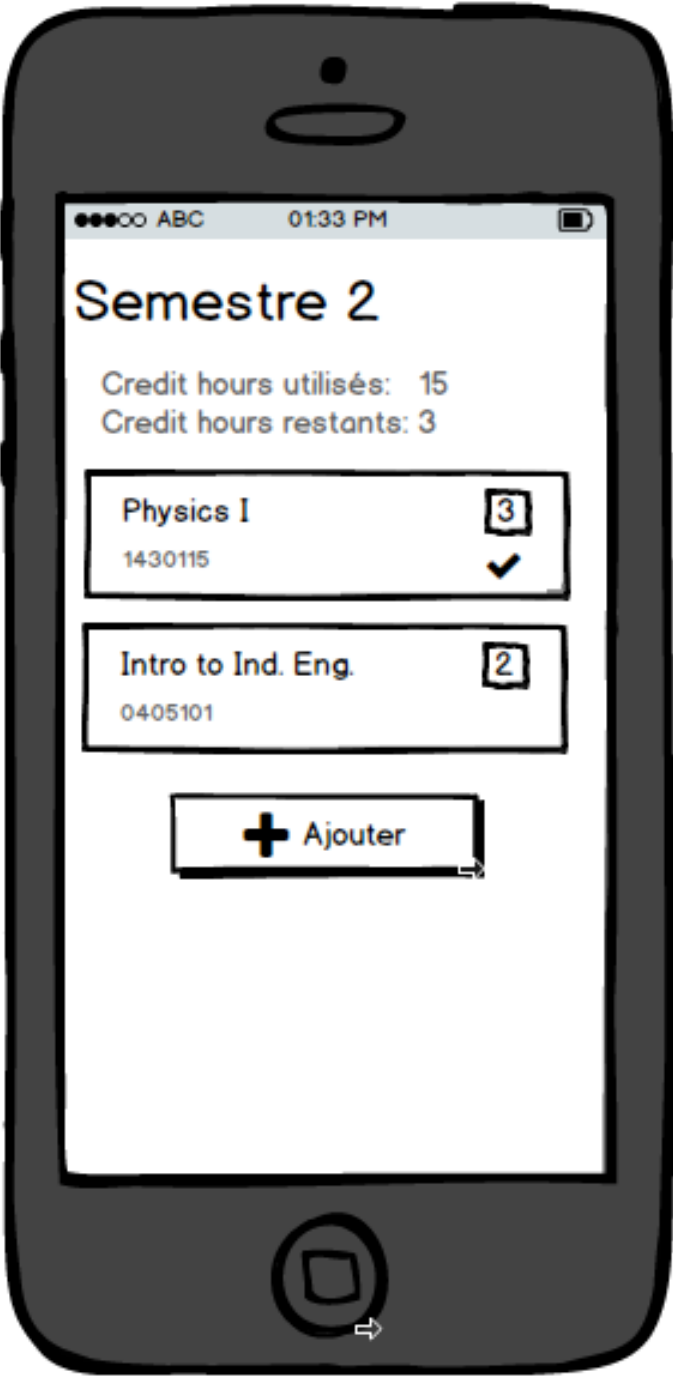 ABC 01:33 PM
Semestre 2
Credit hours utilisés: 15
Credit hours restants: 3
Physics I 3
1430115
Intro to Ind. Eng. 2
0405101
Ajouter